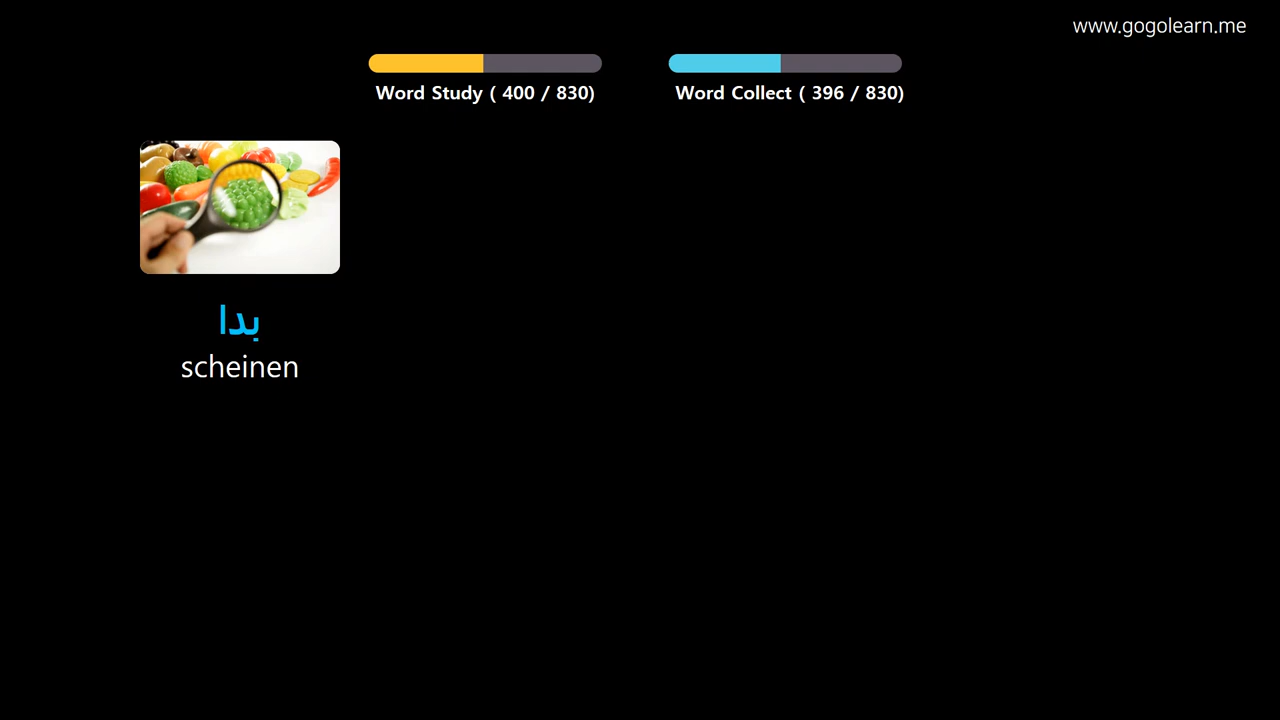 www.gogolearn.me
Word Study ( 400 / 830)
Word Collect ( 396 / 830)
بدا
scheinen